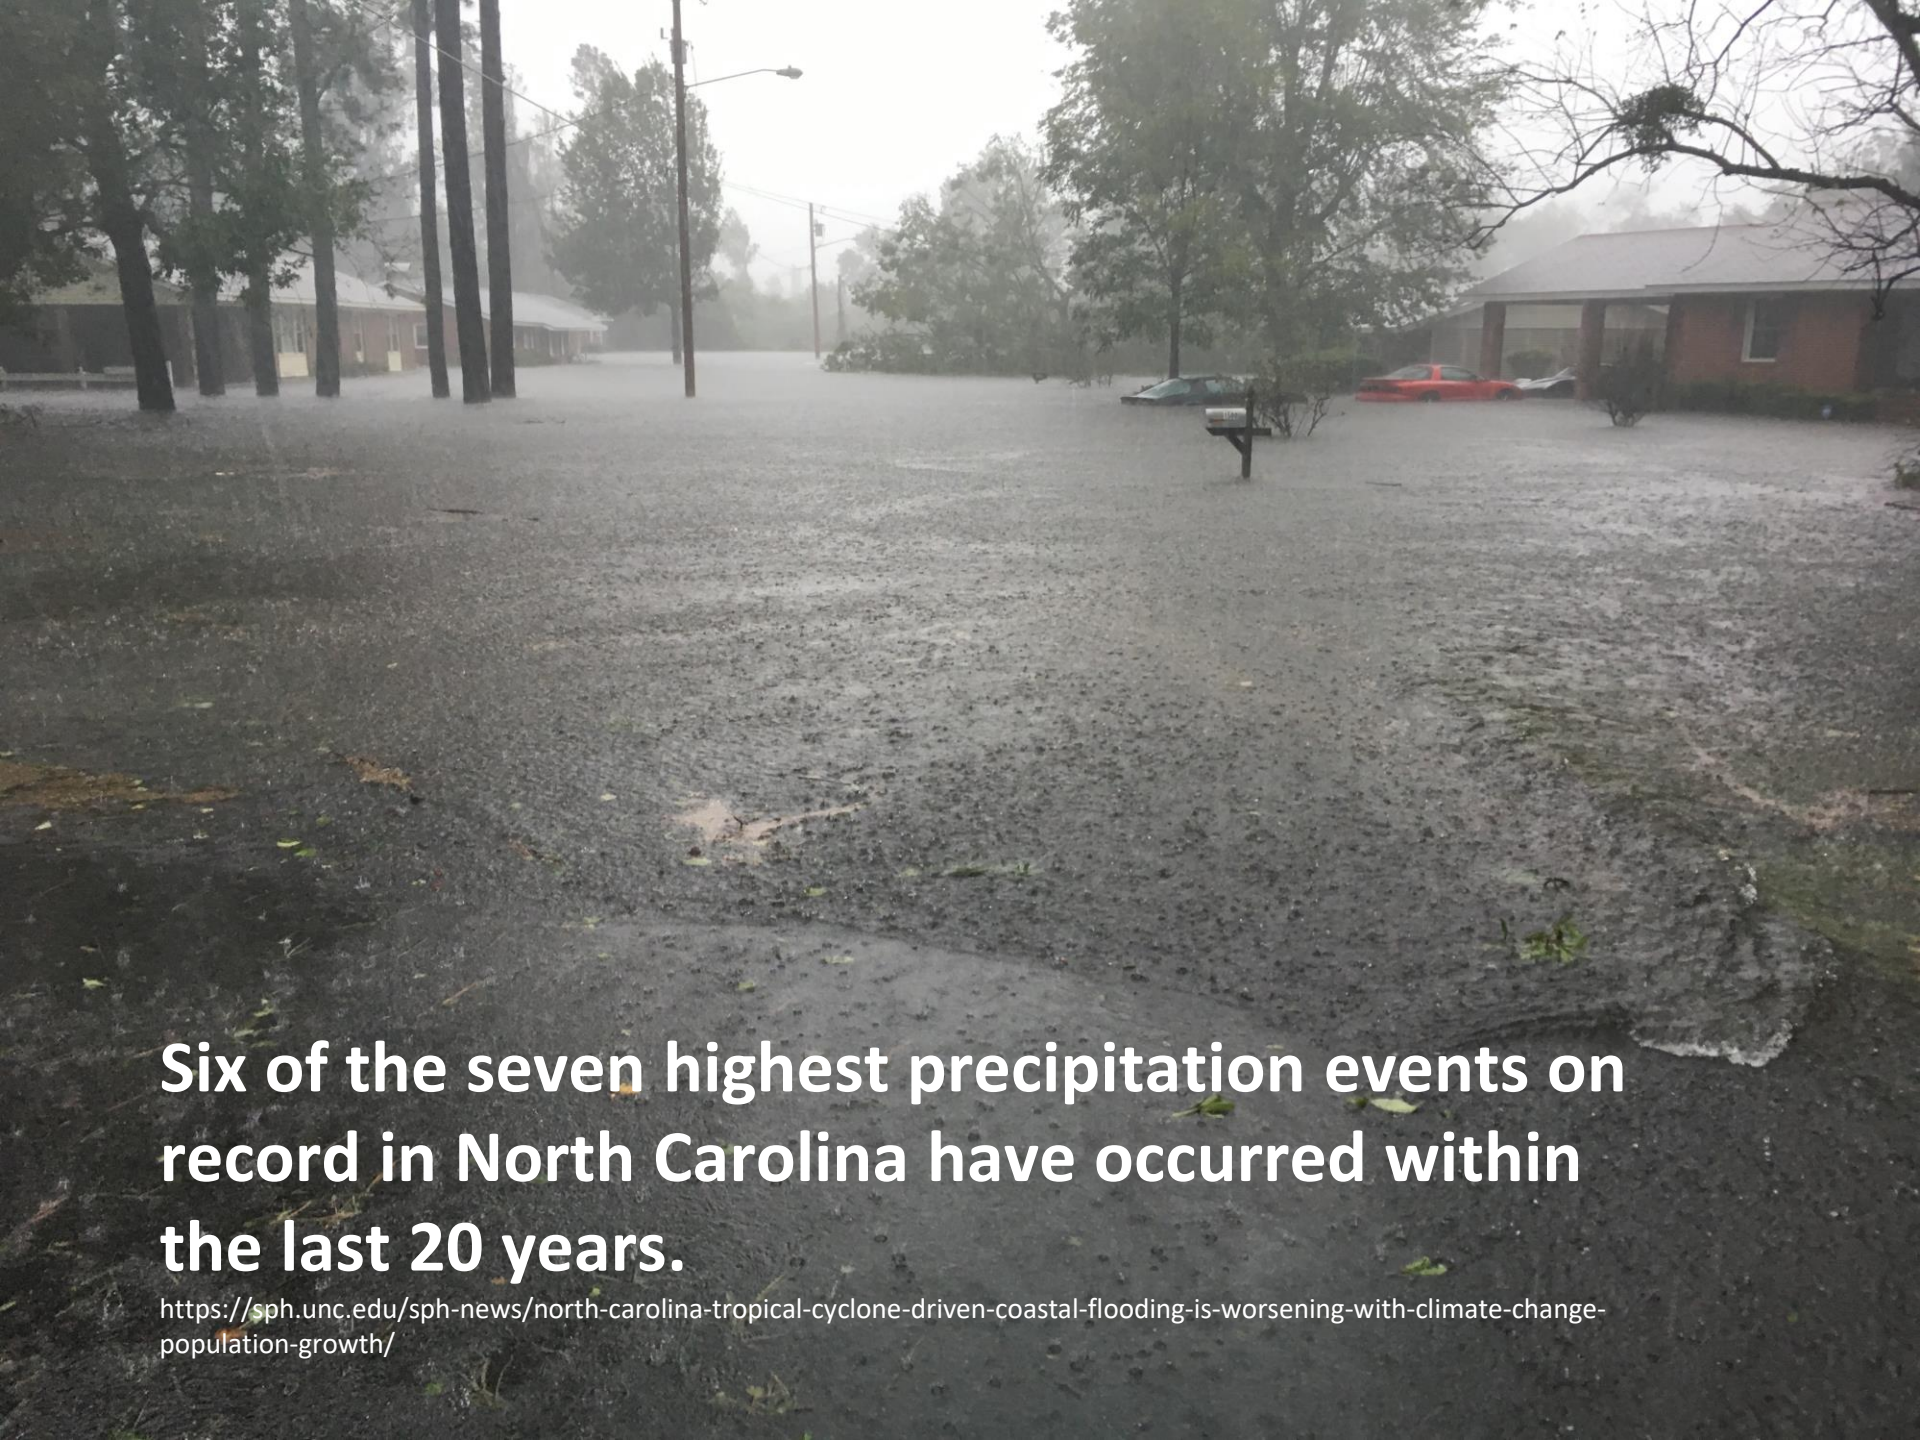 Six of the seven highest precipitation events on
record in North Carolina have occurred within
the last 20 years.
https://sph.unc.edu/sph-news/north-carolina-tropical-cyclone-driven-coastal-flooding-is-worsening-with-climate-change-
population-growth/